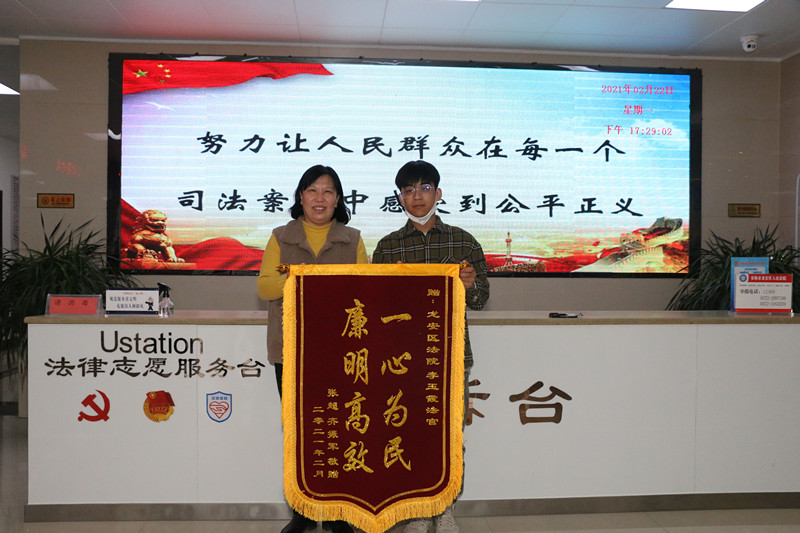 2021年02月22日
星期一
下午 17:29:02
努力让人民群众在每一个
司法案 中感 到公平正义
赠：龙安区法院李玉霞法官
一心为民
廉明高效
张超 齐振军 敬赠
二零二一年二月
Ustation
法律志愿服务台
诉台